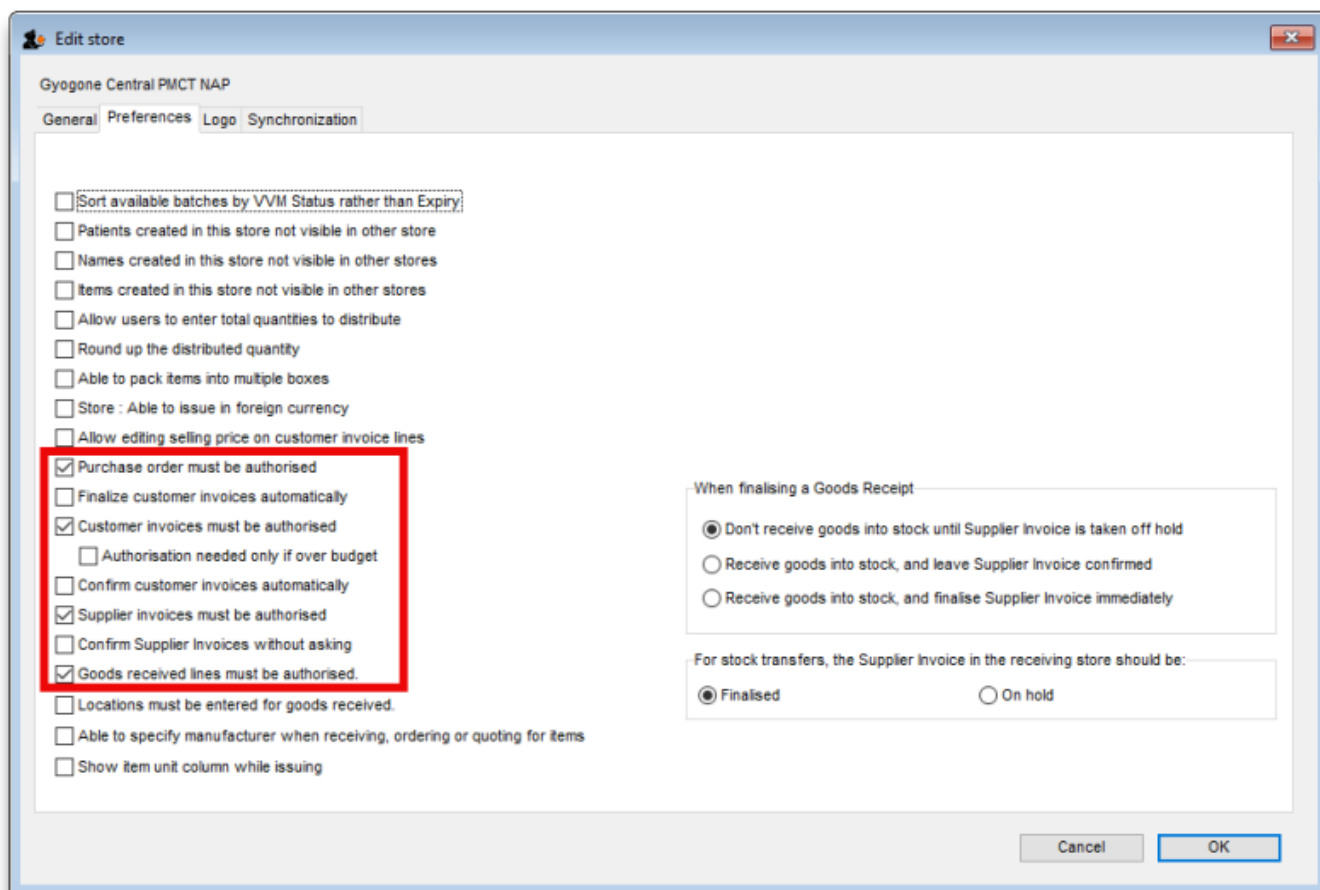 Edit store
Gyogone Central PMCT NAP
General Preferences Logo Synchronization
Sort available batches by VVM Status rather than Expiry
Patients created in this store not visible in other store
Names created in this store not visible in other stores
Items created in this store not visible in other stores
Allow users to enter total quantities to distribute
Round up the distributed quantity
Able to pack items into multiple boxes
Store : Able to issue in foreign currency
Allow editing selling price on customer invoice lines
Purchase order must be authorised
Finalize customer invoices automatically
Customer invoices must be authorised
Authorisation needed only if over budget
Confirm customer invoices automatically
Supplier invoices must be authorised
Confirm Supplier Invoices without asking
Goods received lines must be authorised.
Locations must be entered for goods received.
Able to specify manufacturer when receiving, ordering or quoting for items
Show item unit column while issuing
When finalising a Goods Receipt
Don't receive goods into stock until Supplier Invoice is taken off hold
Receive goods into stock, and leave Supplier Invoice confirmed
Receive goods into stock, and finalise Supplier Invoice immediately
For stock transfers, the Supplier Invoice in the receiving store should be:
Finalised On hold
Cancel OK